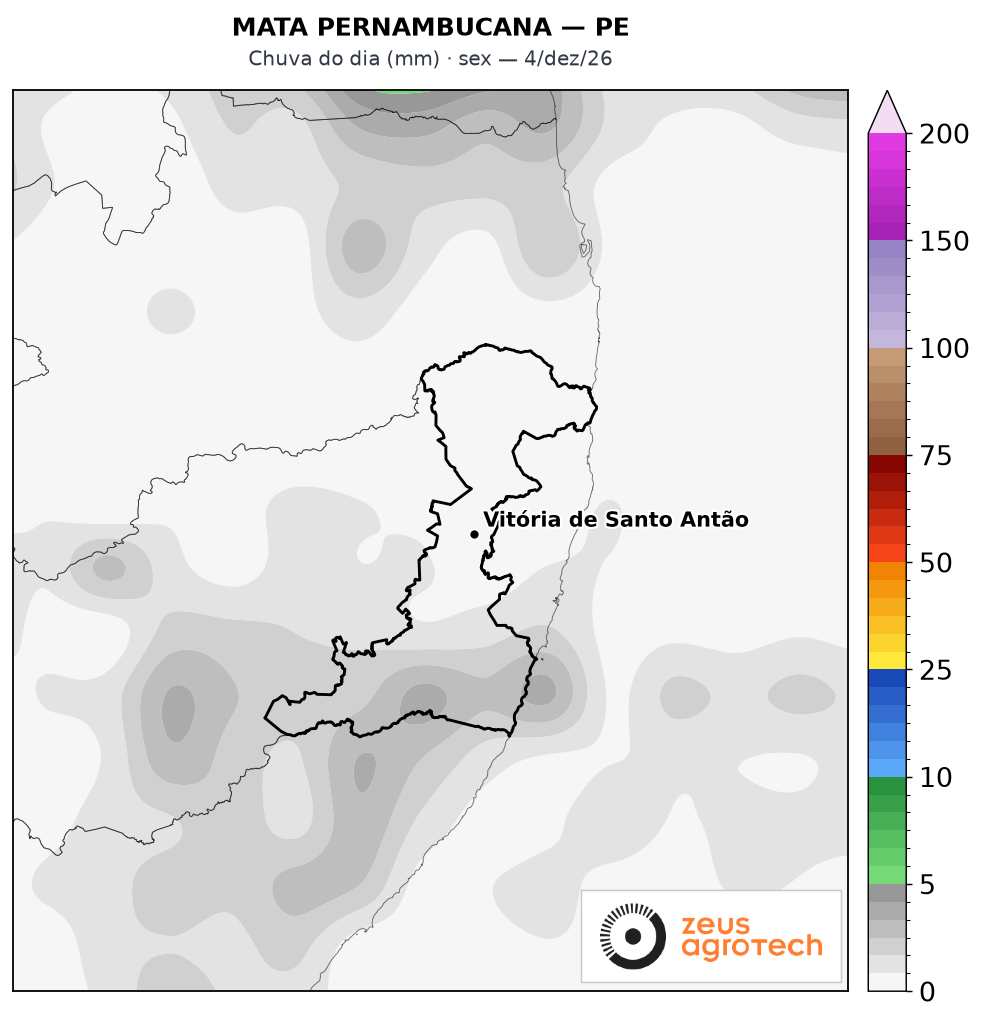 MATA PERNAMBUCANA — PE
Chuva do dia (mm) · sex — 4/dez/26
200
150
100
75
50
25
10
5
0
Vitória de Santo Antão
zeus
agrotech